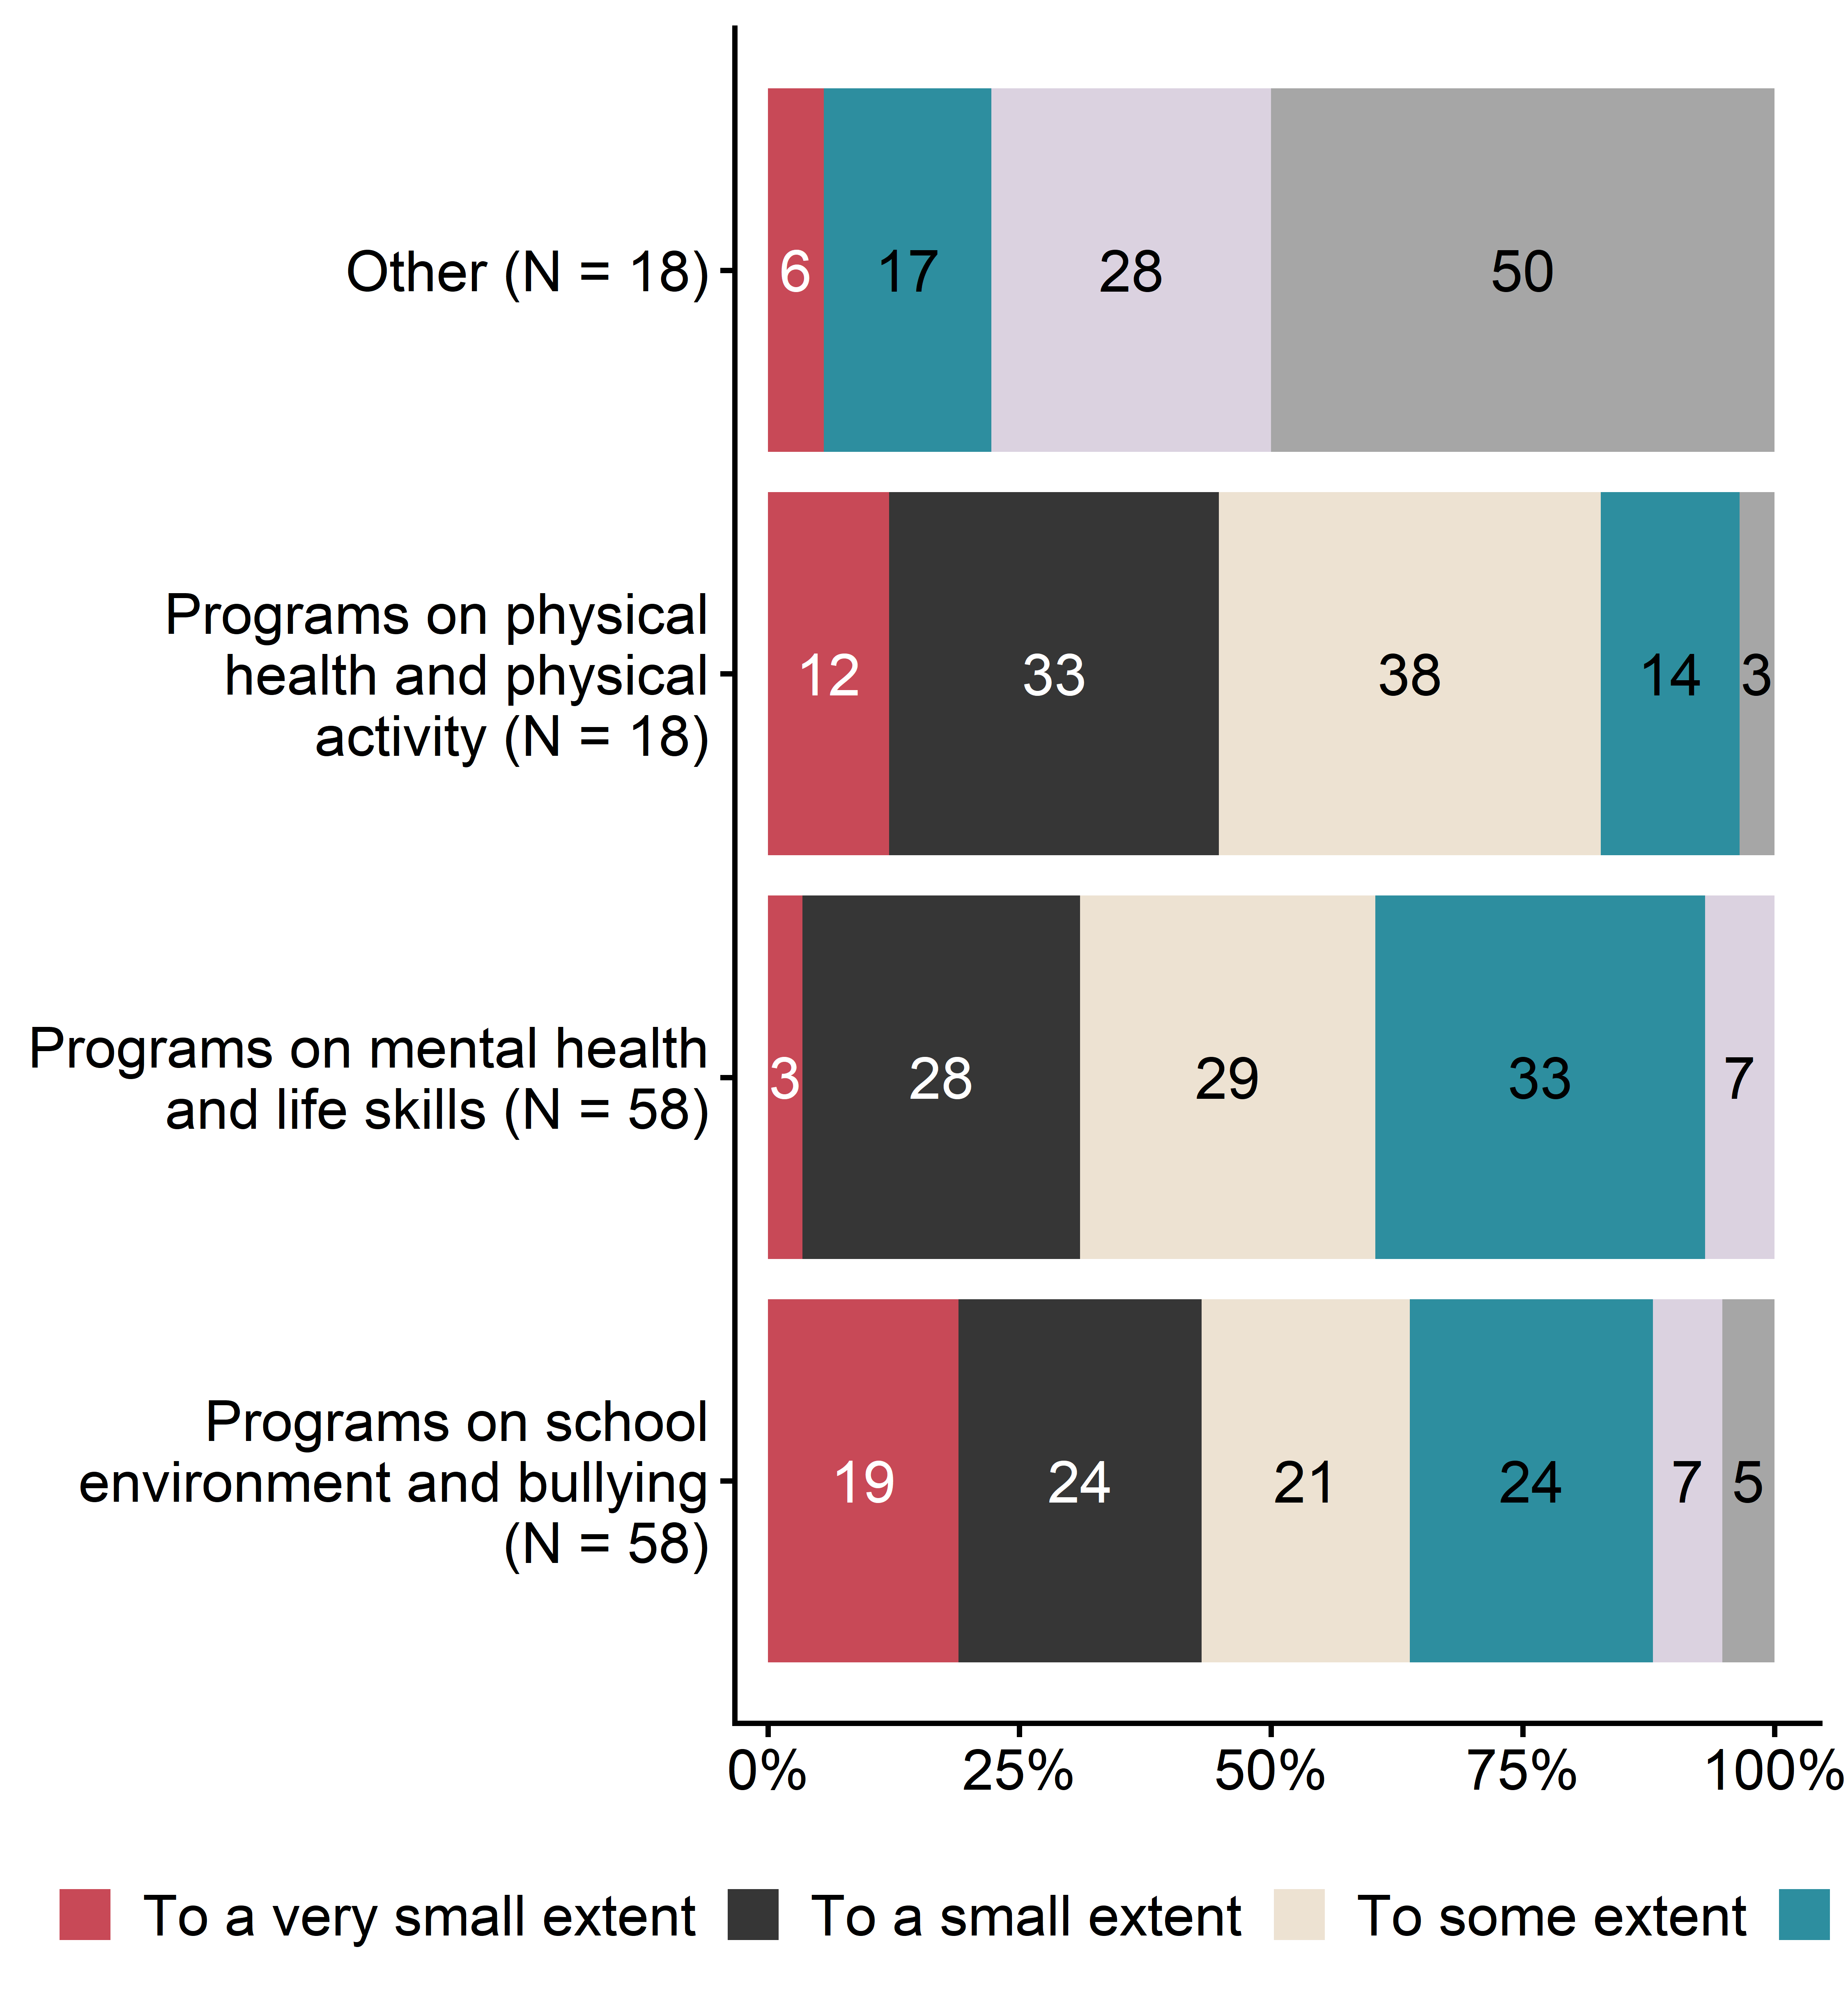 Other (N = 18)
6 17 28 50
Programs on physical
health and physical
activity (N = 18)
12 33 38 14 3
Programs on mental health
and life skills (N = 58)
3 28 29 33 7
Programs on school
environment and bullying
(N = 58)
19 24 21 24 7 5
0% 25% 50% 75% 100%
To a very small extent To a small extent To some extent